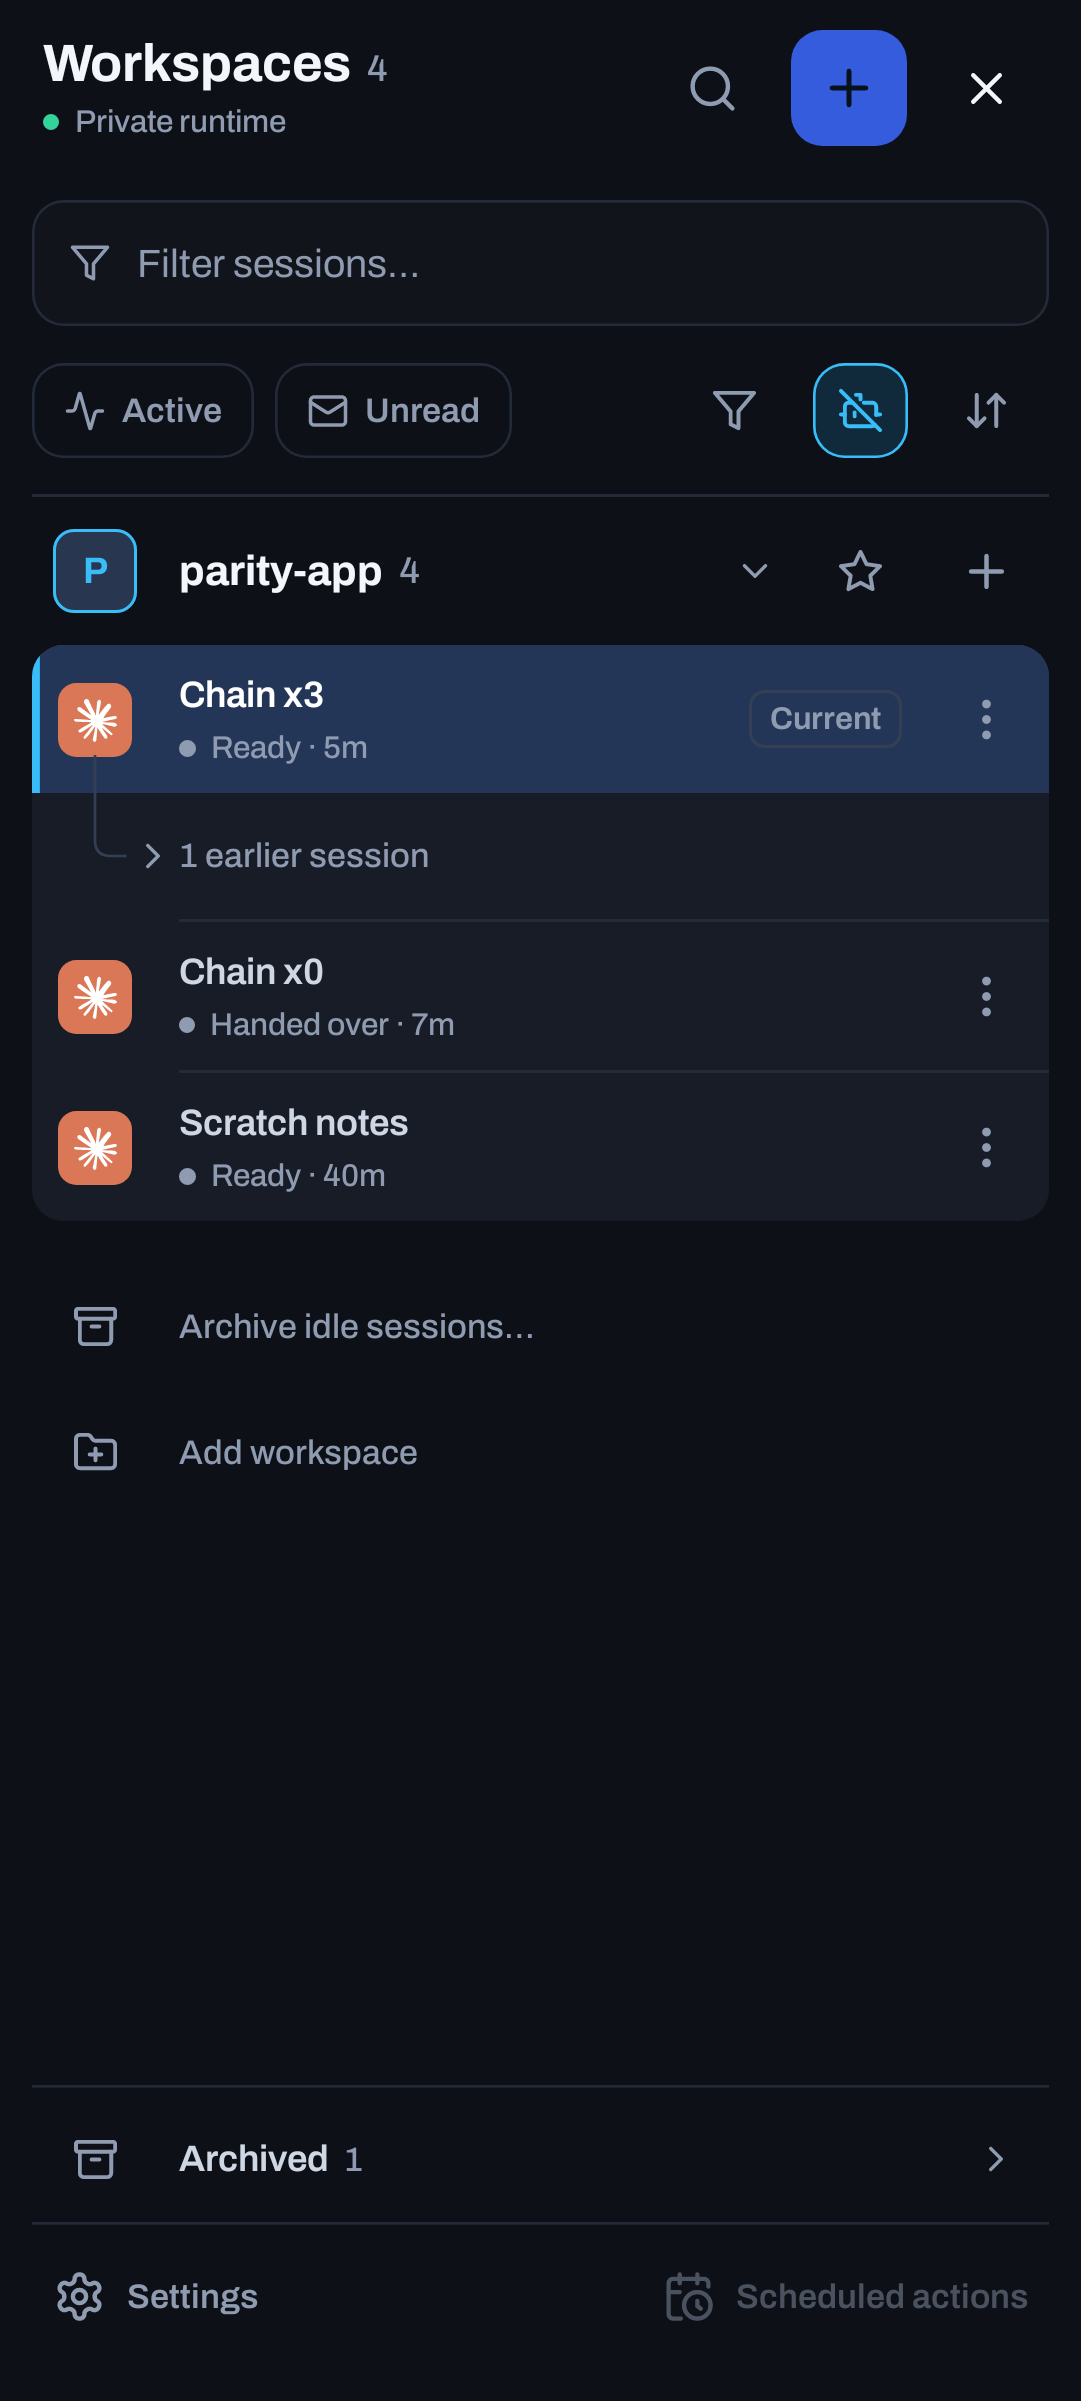 Workspaces 4
Private runtime
Filter sessions...
Active
Unread
P
parity-app 4
Chain x3
Ready · 5m
Current
1 earlier session
Chain x0
Handed over · 7m
Scratch notes
Ready · 40m
Archive idle sessions...
Add workspace
Archived 1
Settings
Scheduled actions